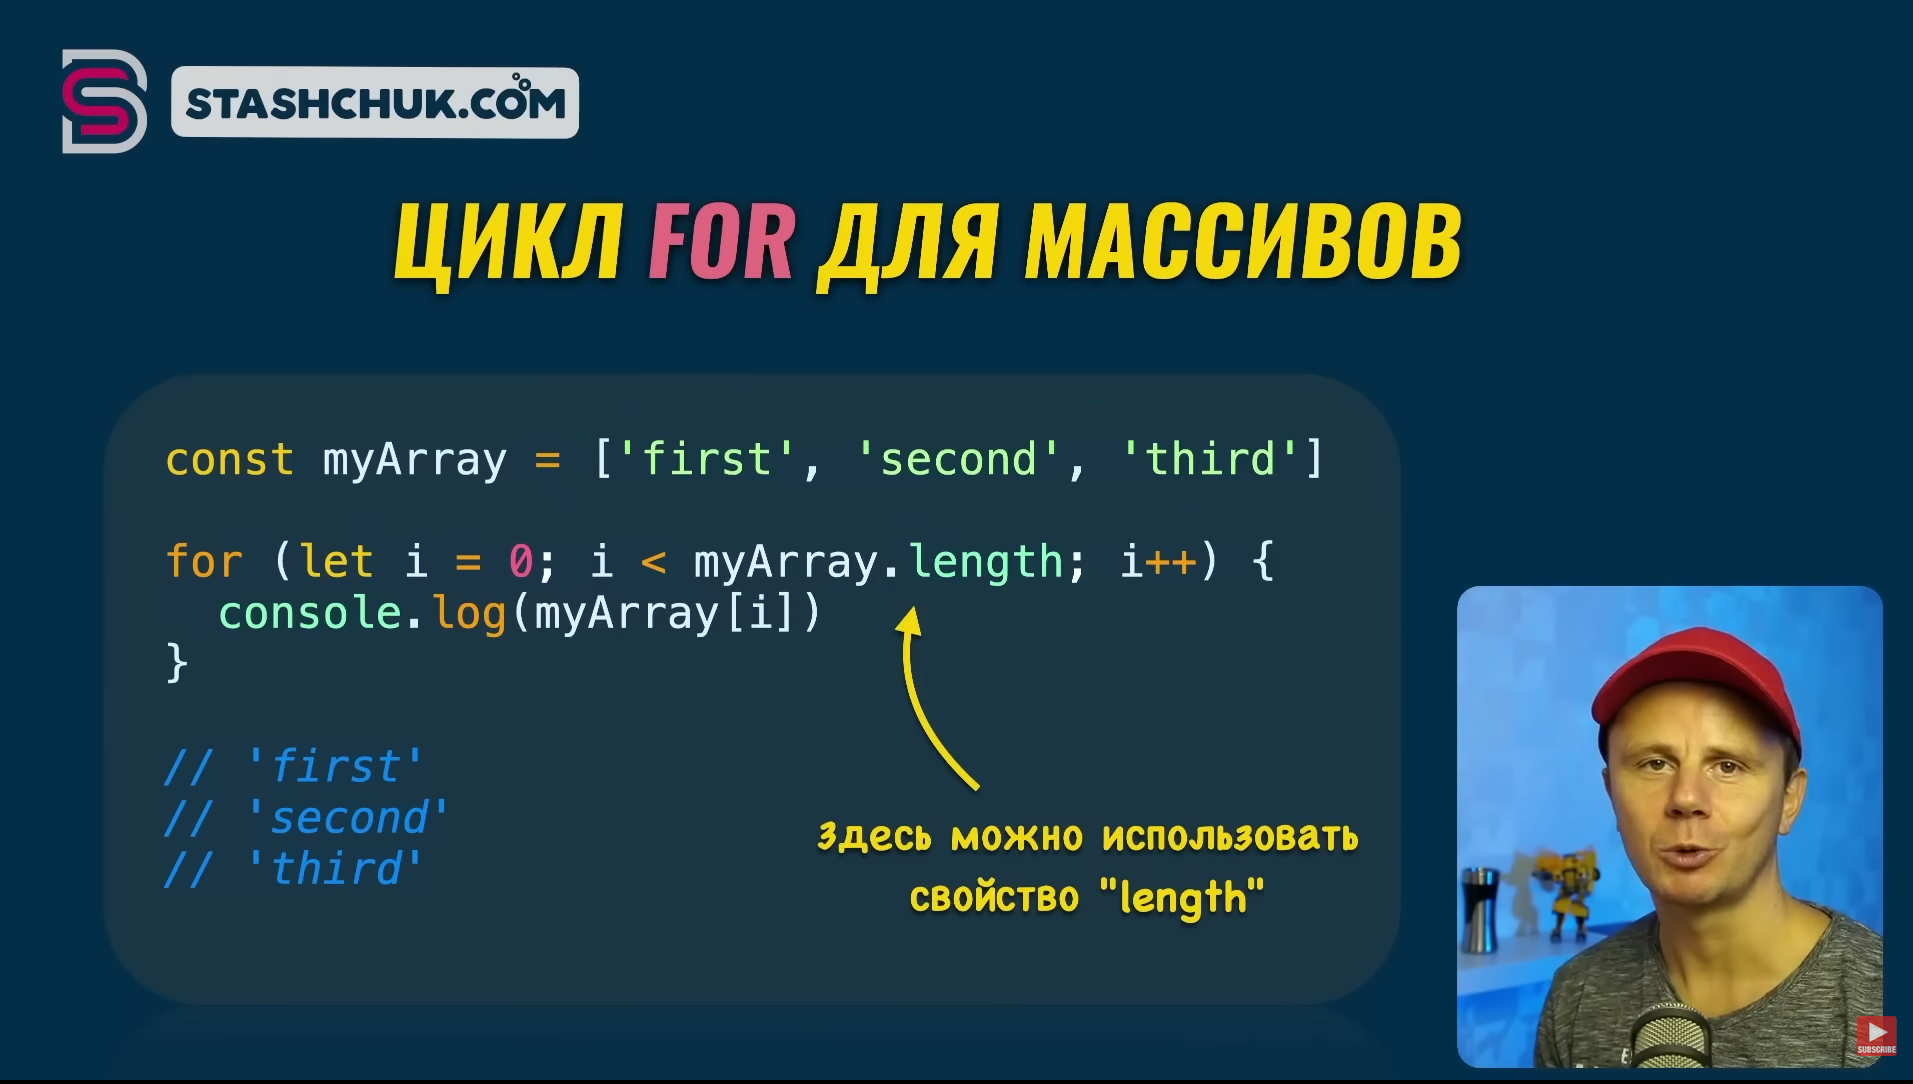 STASHCHUK.COM
ЦИКЛ FOR ДЛЯ МАССИВОВ
const myArray = ['first', 'second', 'third']
for (let i = 0; i < myArray.length; i++) {
  console.log(myArray[i])
}
// 'first'
// 'second'
// 'third'
Здесь можно использовать
свойство "length"
SUBSCRIBE